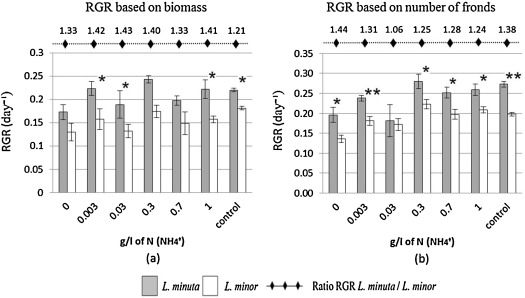 RGR based on biomass
1.33 1.42 1.43 1.40 1.33 1.41 1.21
RGR (day⁻¹)
0.3
0.25
0.2
0.15
0.1
0.05
0
* * * *
0 0.003 0.03 0.3 0.7 1 control
g/l of N (NH4⁺)
(a)
RGR based on number of fronds
1.44 1.31 1.06 1.25 1.28 1.24 1.38
RGR (day⁻¹)
0.35
0.3
0.25
0.2
0.15
0.1
0.05
0
* ** * * * **
0 0.003 0.03 0.3 0.7 1 control
g/l of N (NH4⁺)
(b)
L. minuta L. minor Ratio RGR L. minuta / L. minor